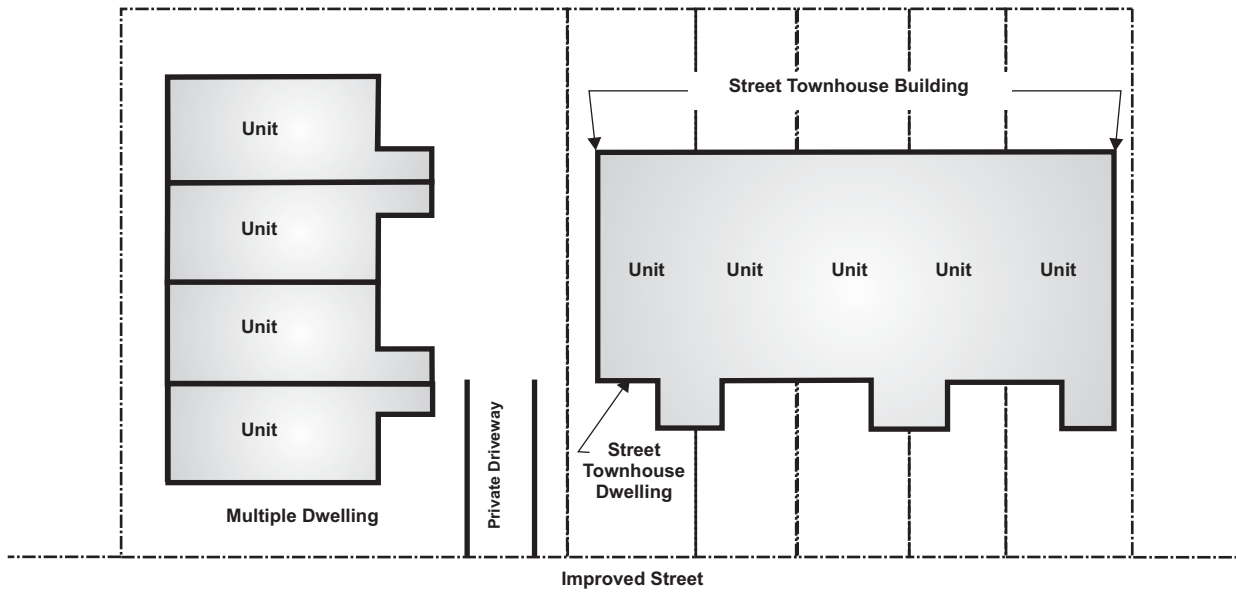 Street Townhouse Building
Unit
Unit
Unit
Unit
Multiple Dwelling
Private Driveway
Unit
Unit
Unit
Unit
Unit
Street
Townhouse
Dwelling
Improved Street